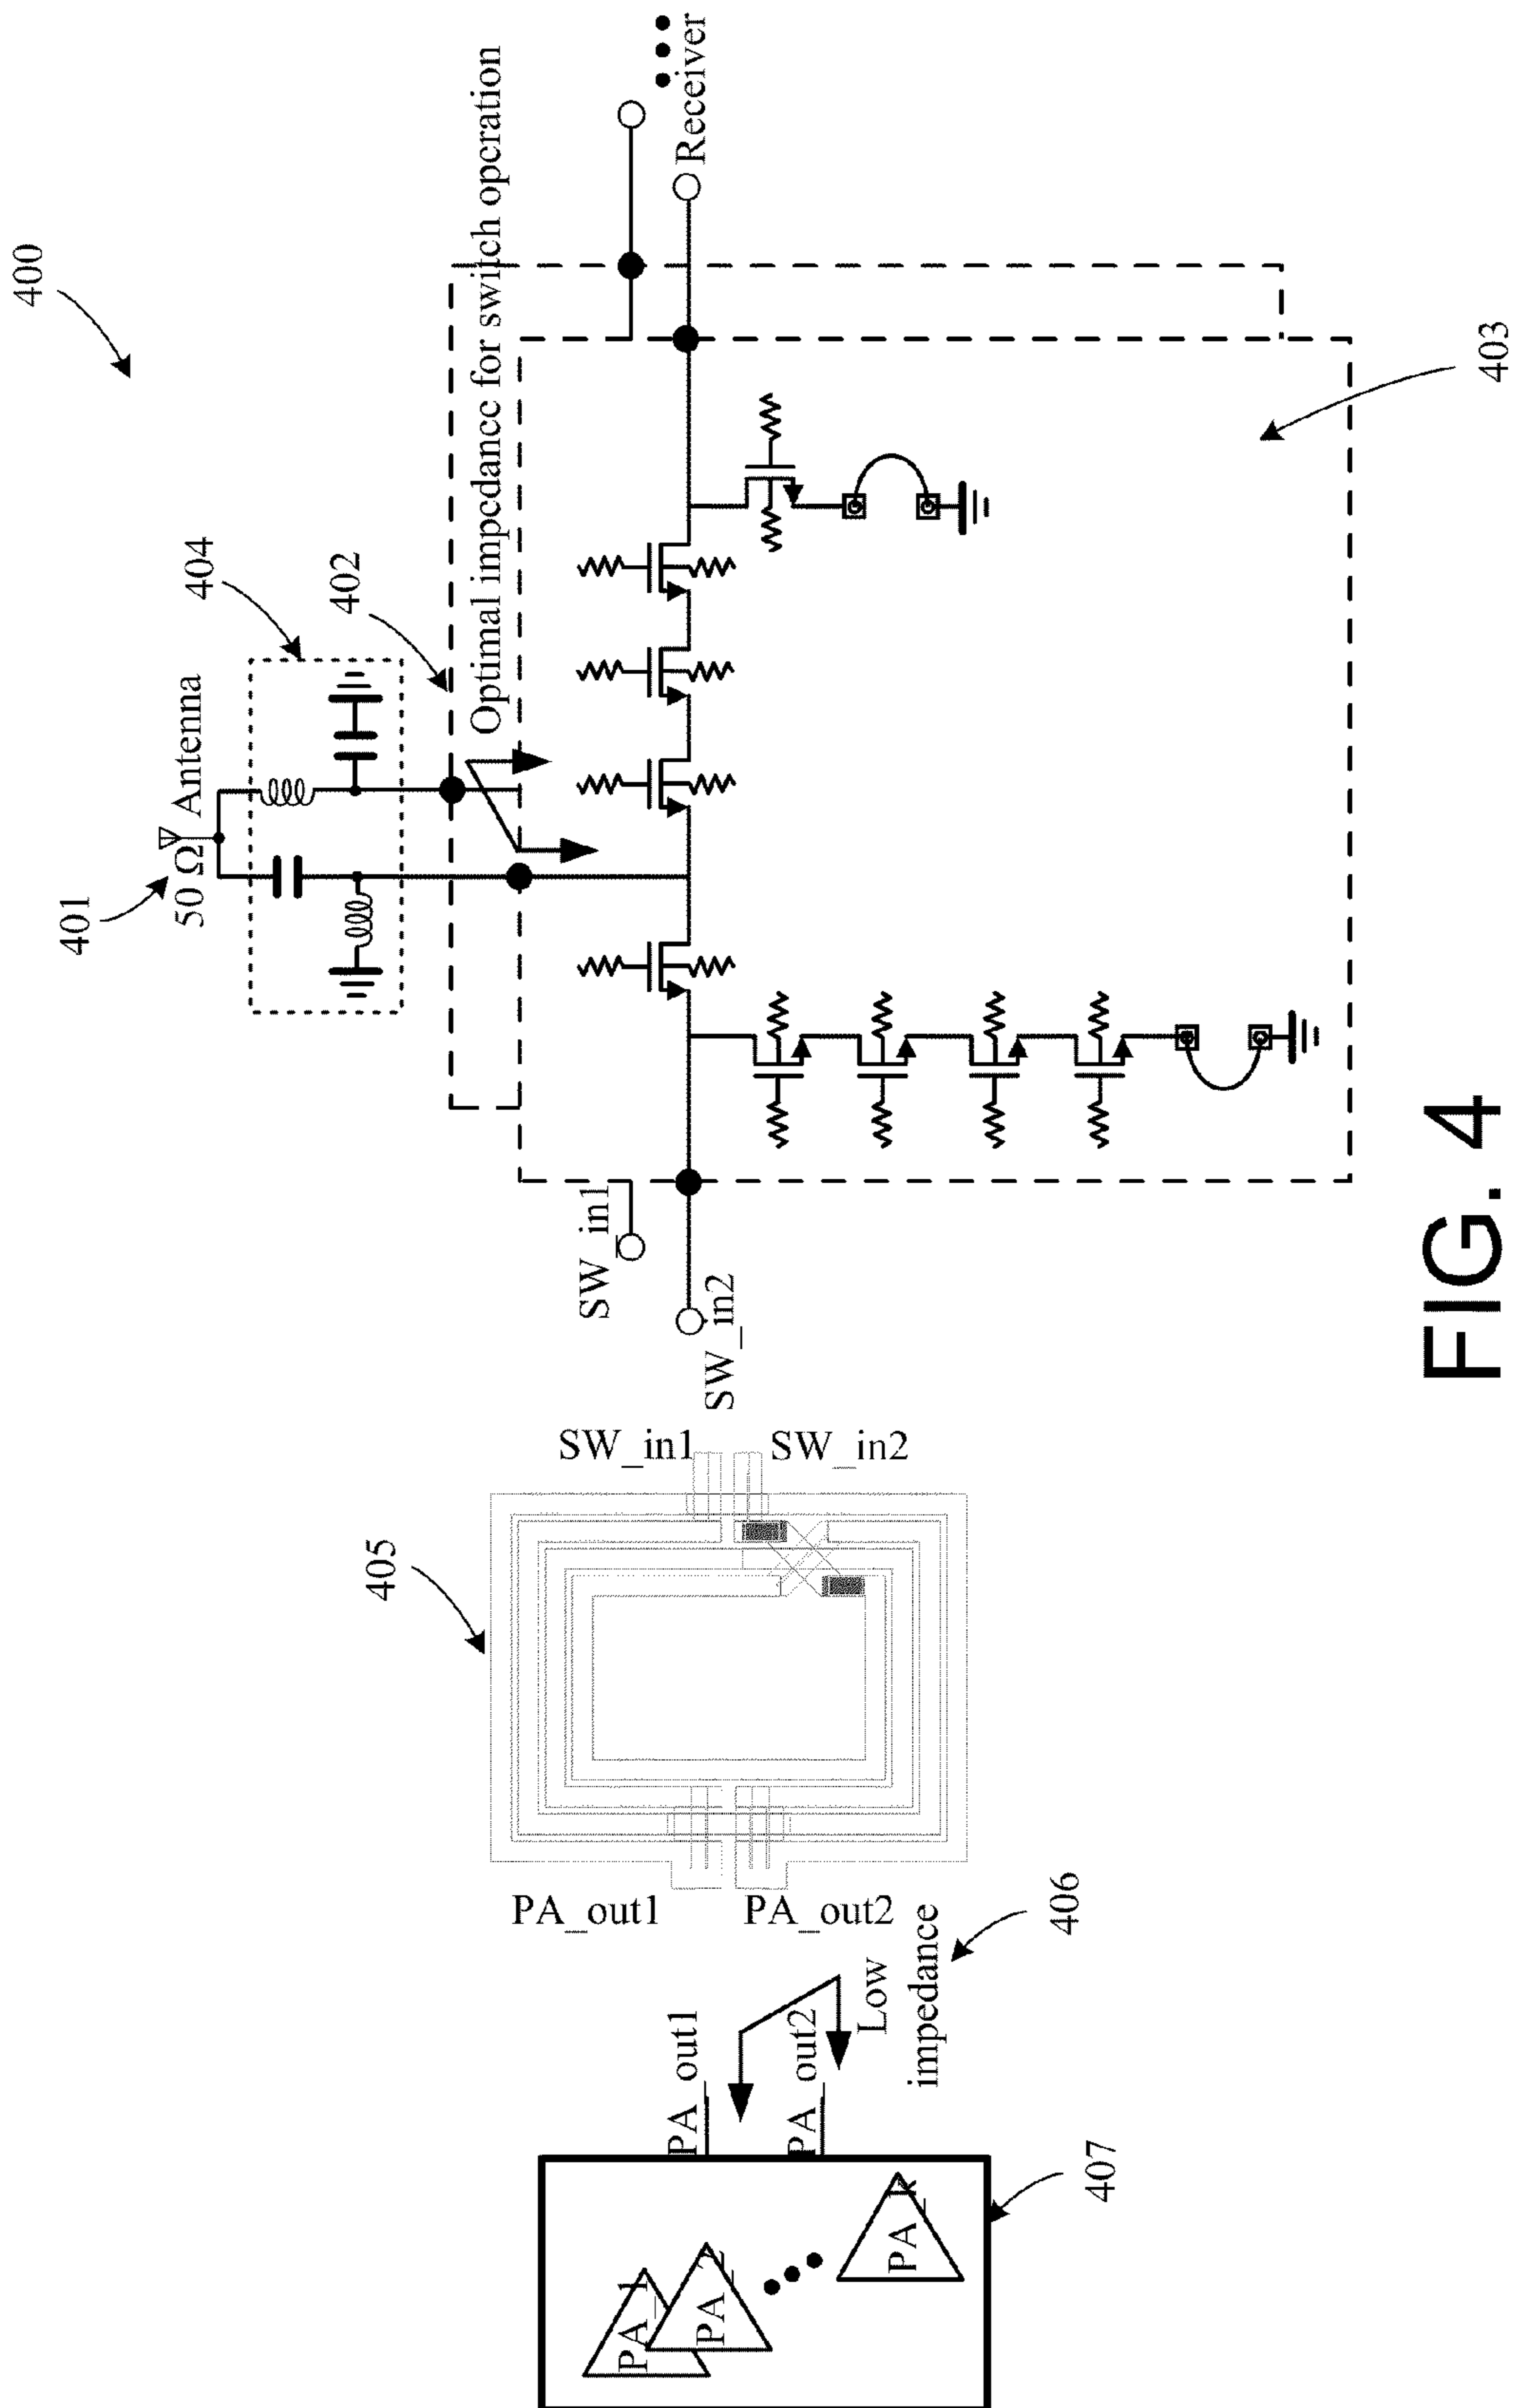 400
401
50 Ω
Antenna
404
402
Optimal impedance for switch operation
Receiver
403
SW_in1
SW_in2
405
SW_in1
SW_in2
PA_out1
PA_out2
PA_out1
PA_out2
Low
impedance
406
407
PA_1
PA_2
PA_K
FIG. 4